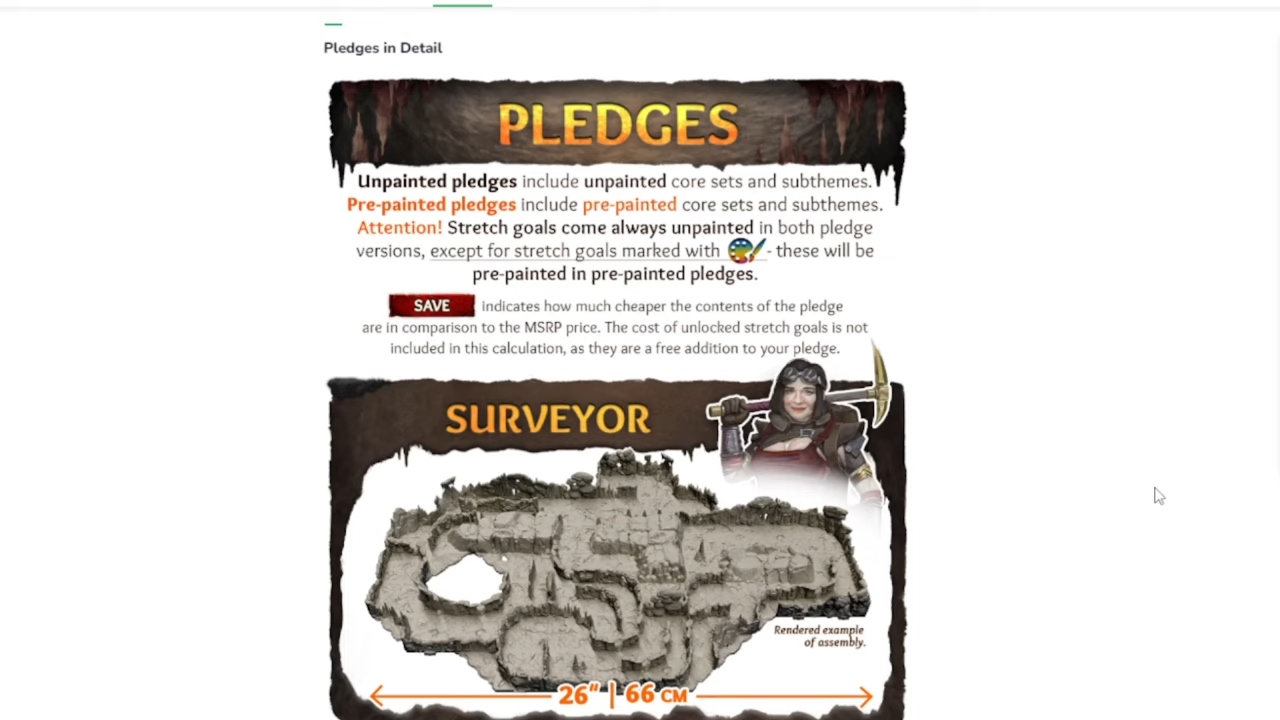 Pledges in Detail
PLEDGES
Unpainted pledges include unpainted core sets and subthemes.
Pre-painted pledges include pre-painted core sets and subthemes.
Attention! Stretch goals come always unpainted in both pledge
versions, except for stretch goals marked with - these will be
pre-painted in pre-painted pledges.
SAVE indicates how much cheaper the contents of the pledge
are in comparison to the MSRP price. The cost of unlocked stretch goals is not
included in this calculation, as they are a free addition to your pledge.
SURVEYOR
Rendered example
of assembly.
26" | 66 CM